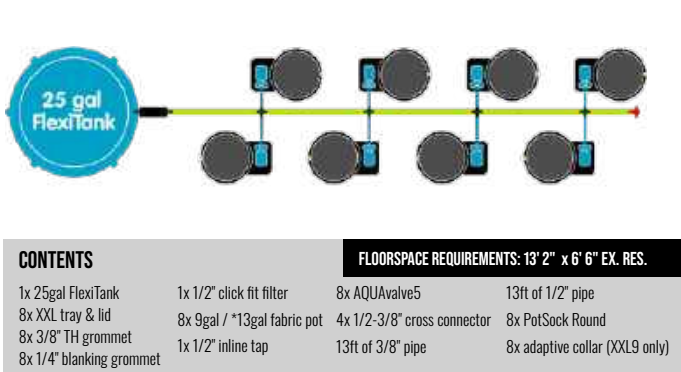 25 gal
FlexiTank
CONTENTS
FLOORSPACE REQUIREMENTS: 13' 2" x 6' 6" EX. RES.
1x 25gal FlexiTank
8x XXL tray & lid
8x 3/8" TH grommet
8x 1/4" blanking grommet
1x 1/2" click fit filter
8x 9gal / *13gal fabric pot
1x 1/2" inline tap
8x AQUAvalve5
4x 1/2-3/8" cross connector
13ft of 3/8" pipe
13ft of 1/2" pipe
8x PotSock Round
8x adaptive collar (XXL9 only)